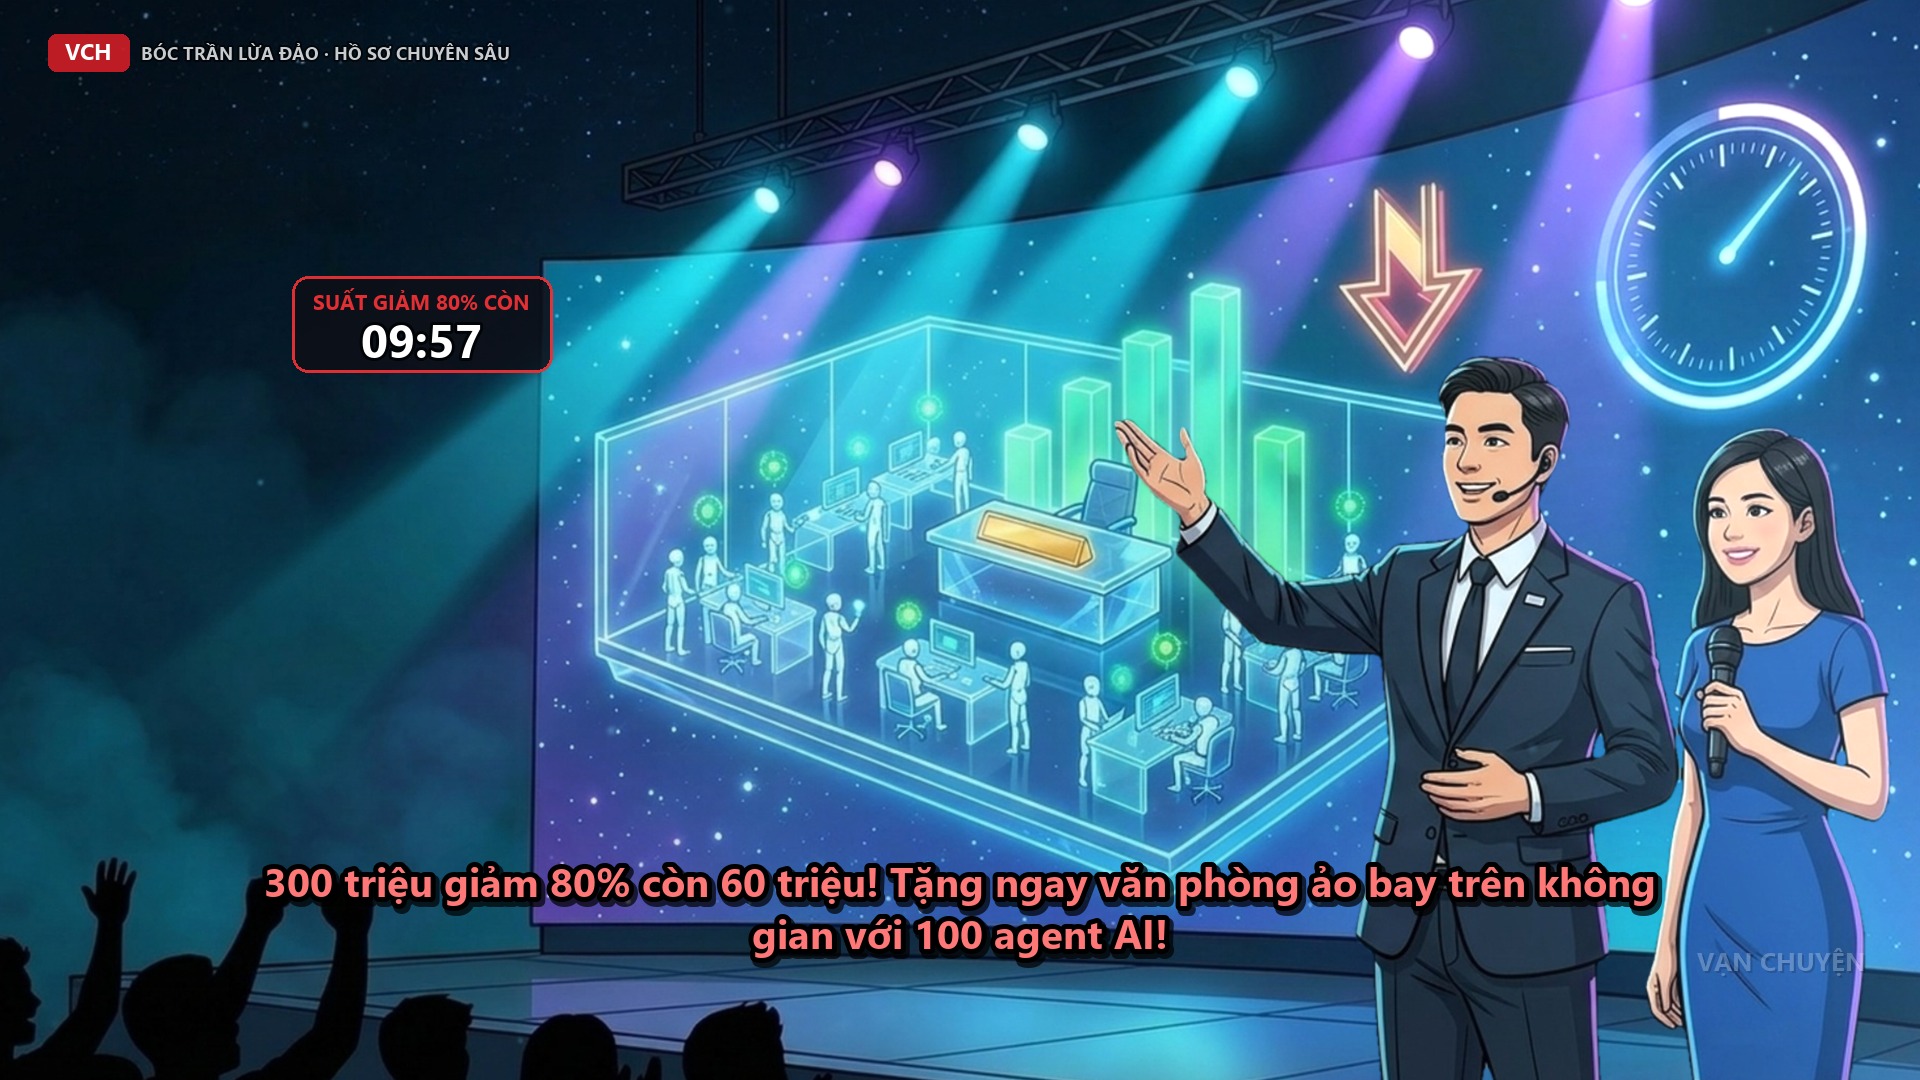 VCH BÓC TRẦN LỪA ĐẢO · HỒ SƠ CHUYÊN SÂU
SUẤT GIẢM 80% CÒN
09:57
300 triệu giảm 80% còn 60 triệu! Tặng ngay văn phòng ảo bay trên không
gian với 100 agent AI!
VẠN CHUYỆN